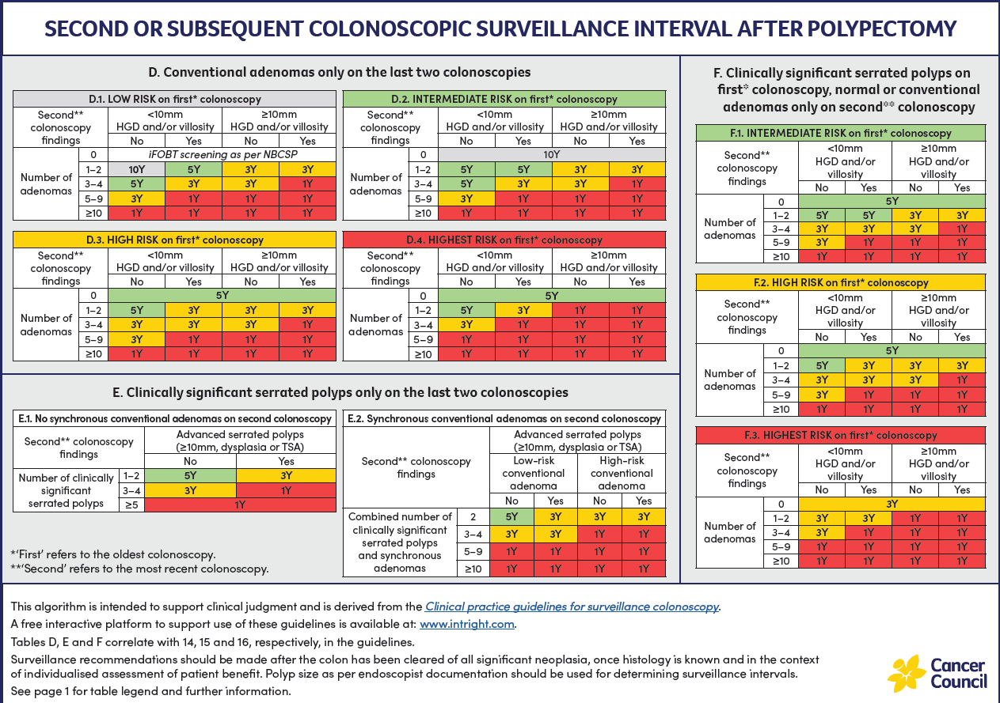 SECOND OR SUBSEQUENT COLONOSCOPIC SURVEILLANCE INTERVAL AFTER POLYPECTOMY
D. Conventional adenomas only on the last two colonoscopies
D.1. LOW RISK on first* colonoscopy
Second** colonoscopy findings
<10mm
HGD and/or villosity
≥10mm
HGD and/or villosity
No Yes No Yes
Number of adenomas
0 iFOBT screening as per NBCSP
1–2 10Y 5Y 3Y 3Y
3–4 5Y 3Y 3Y 1Y
5–9 3Y 1Y 1Y 1Y
≥10 1Y 1Y 1Y 1Y
D.2. INTERMEDIATE RISK on first* colonoscopy
Second** colonoscopy findings
<10mm
HGD and/or villosity
≥10mm
HGD and/or villosity
No Yes No Yes
Number of adenomas
0 10Y
1–2 5Y 5Y 3Y 3Y
3–4 5Y 3Y 3Y 1Y
5–9 3Y 1Y 1Y 1Y
≥10 1Y 1Y 1Y 1Y
D.3. HIGH RISK on first* colonoscopy
Second** colonoscopy findings
<10mm
HGD and/or villosity
≥10mm
HGD and/or villosity
No Yes No Yes
Number of adenomas
0 5Y
1–2 5Y 3Y 3Y 3Y
3–4 3Y 3Y 3Y 1Y
5–9 3Y 1Y 1Y 1Y
≥10 1Y 1Y 1Y 1Y
D.4. HIGHEST RISK on first* colonoscopy
Second** colonoscopy findings
<10mm
HGD and/or villosity
≥10mm
HGD and/or villosity
No Yes No Yes
Number of adenomas
0 5Y
1–2 5Y 3Y 1Y 1Y
3–4 3Y 1Y 1Y 1Y
5–9 1Y 1Y 1Y 1Y
≥10 1Y 1Y 1Y 1Y
E. Clinically significant serrated polyps only on the last two colonoscopies
E.1. No synchronous conventional adenomas on second colonoscopy
Second** colonoscopy findings
Advanced serrated polyps
(≥10mm, dysplasia or TSA)
No Yes
Number of clinically significant serrated polyps
1–2 5Y 3Y
3–4 3Y 1Y
≥5 1Y
*‘First’ refers to the oldest colonoscopy.
**‘Second’ refers to the most recent colonoscopy.
E.2. Synchronous conventional adenomas on second colonoscopy
Second** colonoscopy findings
Advanced serrated polyps
(≥10mm, dysplasia or TSA)
Low-risk conventional adenoma
High-risk conventional adenoma
No Yes No Yes
Combined number of clinically significant serrated polyps and synchronous adenomas
2 5Y 3Y 3Y 3Y
3–4 3Y 3Y 1Y 1Y
5–9 1Y 1Y 1Y 1Y
≥10 1Y 1Y 1Y 1Y
F. Clinically significant serrated polyps on
first* colonoscopy, normal or conventional
adenomas only on second** colonoscopy
F.1. INTERMEDIATE RISK on first* colonoscopy
Second** colonoscopy findings
<10mm
HGD and/or villosity
≥10mm
HGD and/or villosity
No Yes No Yes
Number of adenomas
0 5Y
1–2 5Y 5Y 3Y 3Y
3–4 3Y 3Y 3Y 1Y
5–9 3Y 1Y 1Y 1Y
≥10 1Y 1Y 1Y 1Y
F.2. HIGH RISK on first* colonoscopy
Second** colonoscopy findings
<10mm
HGD and/or villosity
≥10mm
HGD and/or villosity
No Yes No Yes
Number of adenomas
0 5Y
1–2 5Y 3Y 3Y 3Y
3–4 3Y 3Y 3Y 1Y
5–9 3Y 1Y 1Y 1Y
≥10 1Y 1Y 1Y 1Y
F.3. HIGHEST RISK on first* colonoscopy
Second** colonoscopy findings
<10mm
HGD and/or villosity
≥10mm
HGD and/or villosity
No Yes No Yes
Number of adenomas
0 3Y
1–2 3Y 3Y 1Y 1Y
3–4 3Y 1Y 1Y 1Y
5–9 1Y 1Y 1Y 1Y
≥10 1Y 1Y 1Y 1Y
This algorithm is intended to support clinical judgment and is derived from the Clinical practice guidelines for surveillance colonoscopy.
A free interactive platform to support use of these guidelines is available at: www.intright.com.
Tables D, E and F correlate with 14, 15 and 16, respectively, in the guidelines.
Surveillance recommendations should be made after the colon has been cleared of all significant neoplasia, once histology is known and in the context
of individualised assessment of patient benefit. Polyp size as per endoscopist documentation should be used for determining surveillance intervals.
See page 1 for table legend and further information.
Cancer
Council